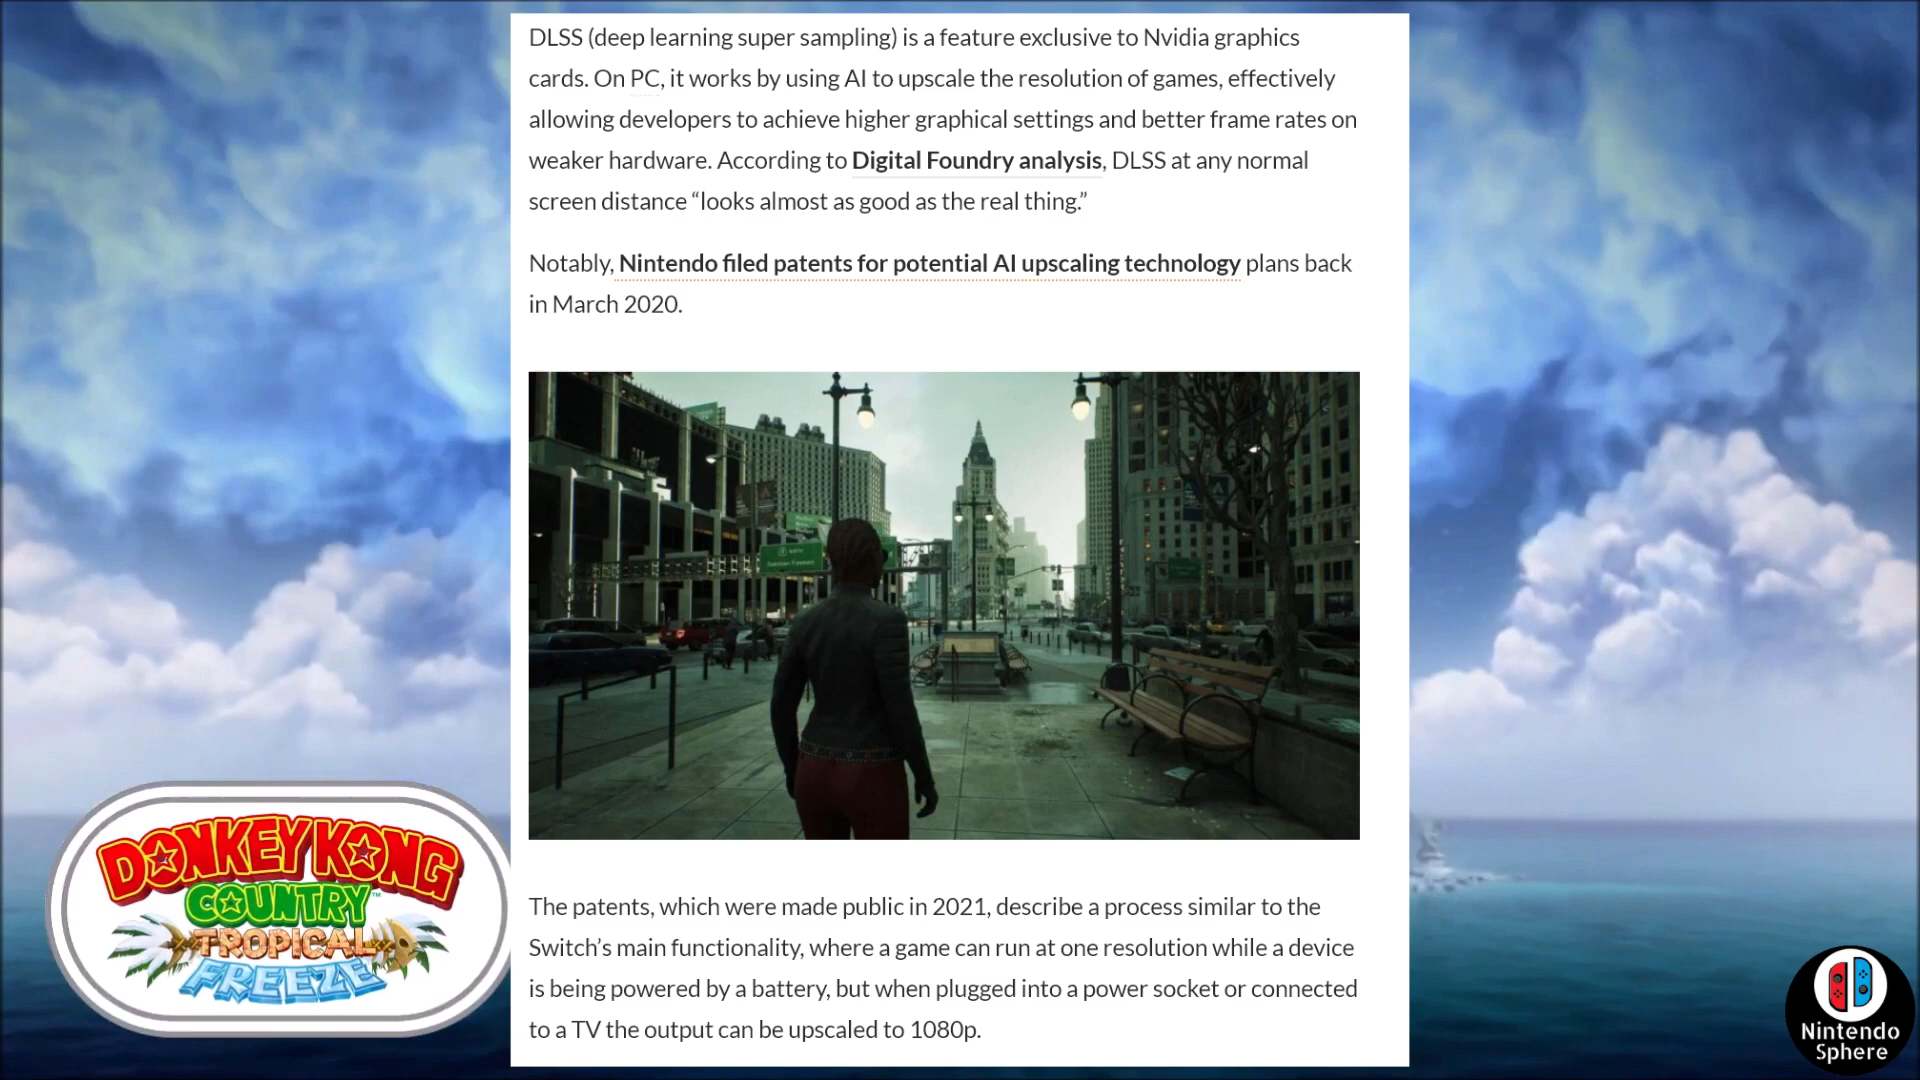 DLSS (deep learning super sampling) is a feature exclusive to Nvidia graphics
cards. On PC, it works by using AI to upscale the resolution of games, effectively
allowing developers to achieve higher graphical settings and better frame rates on
weaker hardware. According to Digital Foundry analysis, DLSS at any normal
screen distance “looks almost as good as the real thing.”
Notably, Nintendo filed patents for potential AI upscaling technology plans back
in March 2020.
The patents, which were made public in 2021, describe a process similar to the
Switch’s main functionality, where a game can run at one resolution while a device
is being powered by a battery, but when plugged into a power socket or connected
to a TV the output can be upscaled to 1080p.
DONKEY KONG
COUNTRY™
TROPICAL
FREEZE
Nintendo
Sphere